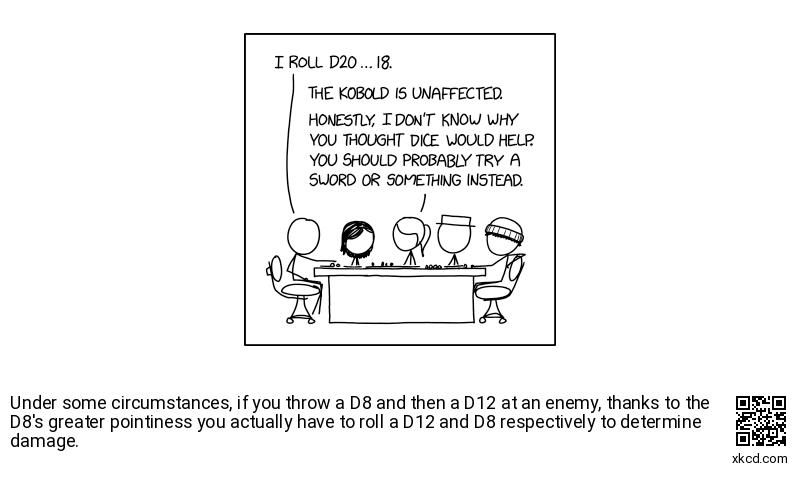 I ROLL D20 ... 18.
THE KOBOLD IS UNAFFECTED.
HONESTLY, I DON'T KNOW WHY
YOU THOUGHT DICE WOULD HELP.
YOU SHOULD PROBABLY TRY A
SWORD OR SOMETHING INSTEAD.
Under some circumstances, if you throw a D8 and then a D12 at an enemy, thanks to the
D8's greater pointiness you actually have to roll a D12 and D8 respectively to determine
damage.
xkcd.com